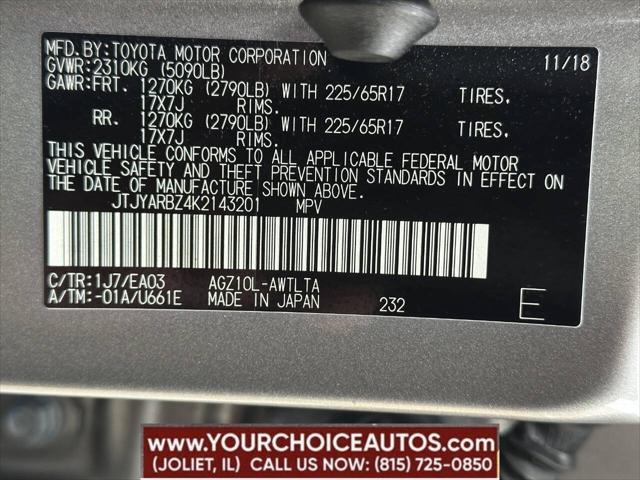 MFD.BY:TOYOTA MOTOR CORPORATION 11/18
GVWR:2310KG (5090LB)
GAWR:FRT. 1270KG (2790LB) WITH 225/65R17 TIRES,
17X7J RIMS.
RR. 1270KG (2790LB) WITH 225/65R17 TIRES,
17X7J RIMS.
THIS VEHICLE CONFORMS TO ALL APPLICABLE FEDERAL MOTOR
VEHICLE SAFETY AND THEFT PREVENTION STANDARDS IN EFFECT ON
THE DATE OF MANUFACTURE SHOWN ABOVE.
JTJYARBZ4K2143201 MPV
C/TR:1J7/EA03 AGZ10L-AWTLTA
A/TM:-01A/U661E MADE IN JAPAN 232 E
WWW.YOURCHOICEAUTOS.COM
(JOLIET, IL) CALL US NOW: (815) 725-0850